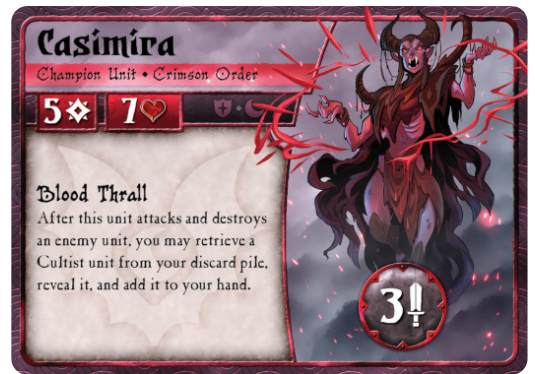 Casimira
Champion Unit • Crimson Order
5 7
Blood Thrall
After this unit attacks and destroys
an enemy unit, you may retrieve a
Cultist unit from your discard pile,
reveal it, and add it to your hand.
3